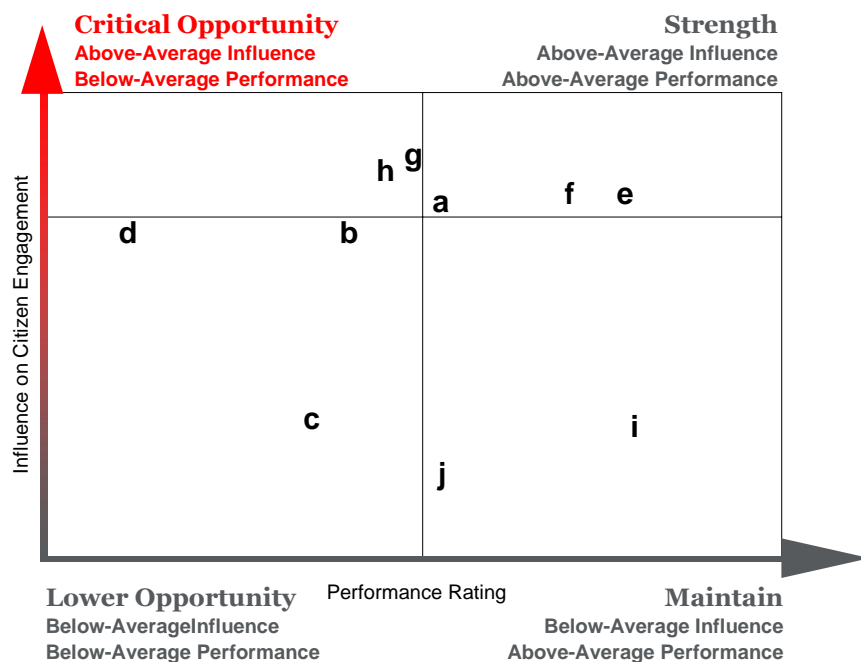 Critical Opportunity
Above-Average Influence
Below-Average Performance
Strength
Above-Average Influence
Above-Average Performance
Influence on Citizen Engagement
g
h
a
f
e
d
b
c
i
j
Performance Rating
Lower Opportunity
Below-AverageInfluence
Below-Average Performance
Maintain
Below-Average Influence
Above-Average Performance